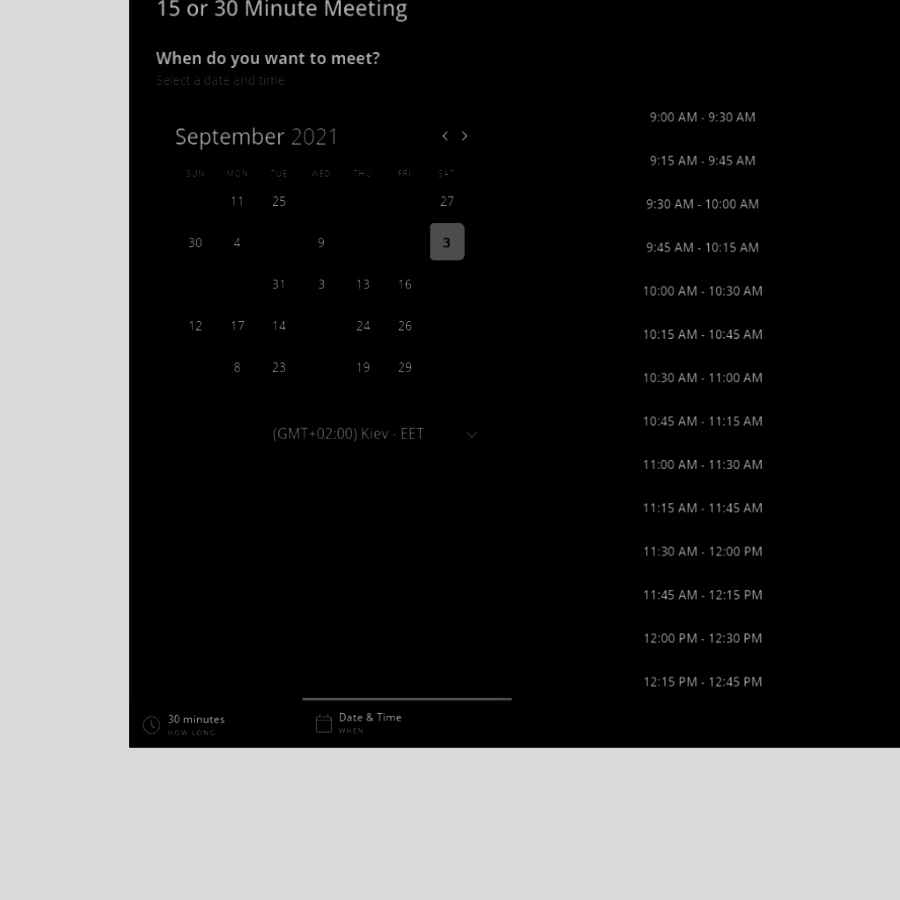 15 or 30 Minute Meeting
When do you want to meet?
Select a date and time
September 2021
SUN MON TUE WED THU FRI SAT
11 25 27
30 4 9 3
31 3 13 16
12 17 14 24 26
8 23 19 29
(GMT+02:00) Kiev - EET
9:00 AM - 9:30 AM
9:15 AM - 9:45 AM
9:30 AM - 10:00 AM
9:45 AM - 10:15 AM
10:00 AM - 10:30 AM
10:15 AM - 10:45 AM
10:30 AM - 11:00 AM
10:45 AM - 11:15 AM
11:00 AM - 11:30 AM
11:15 AM - 11:45 AM
11:30 AM - 12:00 PM
11:45 AM - 12:15 PM
12:00 PM - 12:30 PM
12:15 PM - 12:45 PM
30 minutes
HOW LONG
Date & Time
WHEN